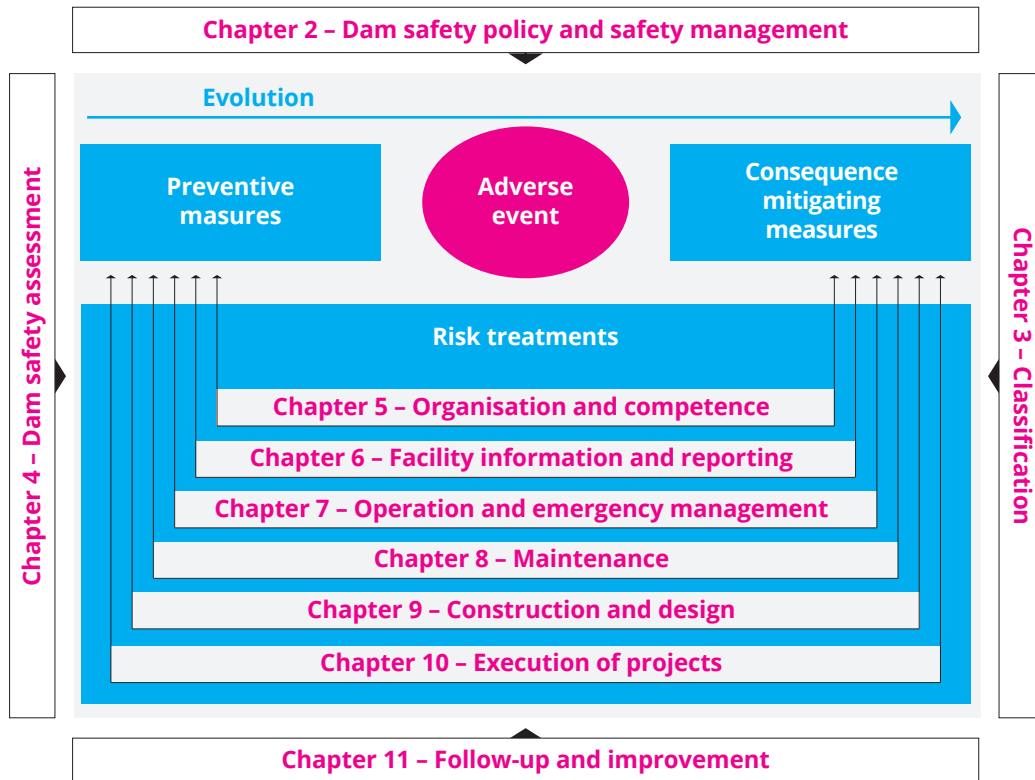 Chapter 2 – Dam safety policy and safety management
Chapter 4 – Dam safety assessment
Evolution
Preventive
masures
Adverse
event
Consequence
mitigating
measures
Chapter 3 – Classification
Risk treatments
Chapter 5 – Organisation and competence
Chapter 6 – Facility information and reporting
Chapter 7 – Operation and emergency management
Chapter 8 – Maintenance
Chapter 9 – Construction and design
Chapter 10 – Execution of projects
Chapter 11 – Follow-up and improvement